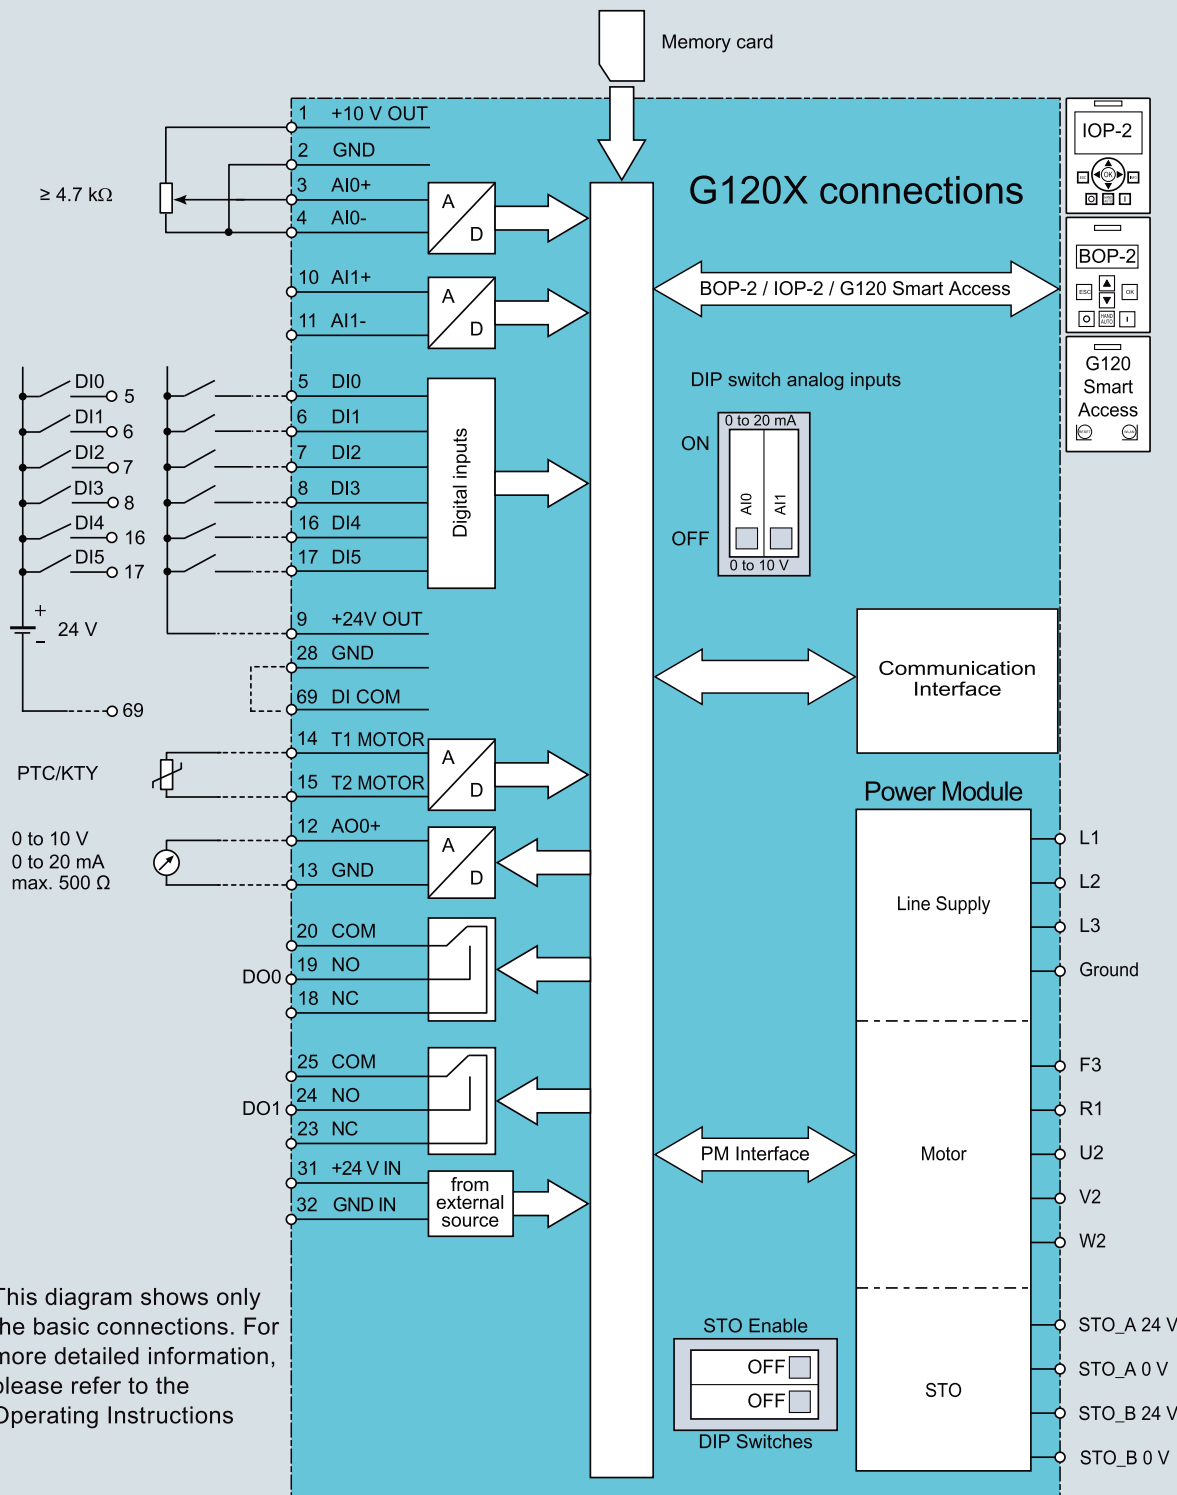 Memory card
G120X connections
1 +10 V OUT
2 GND
3 AI0+
4 AI0-
≥ 4.7 kΩ
A
D
10 AI1+
11 AI1-
A
D
IOP-2
ESC
OK
BOP-2
ESC
OK
HAND
AUTO
G120
Smart
Access
BOP-2 / IOP-2 / G120 Smart Access
DI0
5
DI1
6
DI2
7
DI3
8
DI4
16
DI5
17
5 DI0
6 DI1
7 DI2
8 DI3
16 DI4
17 DI5
Digital inputs
DIP switch analog inputs
0 to 20 mA
ON
AI0
AI1
OFF
0 to 10 V
+
24 V
-
69
9 +24V OUT
28 GND
69 DI COM
Communication
Interface
PTC/KTY
14 T1 MOTOR
15 T2 MOTOR
A
D
0 to 10 V
0 to 20 mA
max. 500 Ω
12 AO0+
13 GND
A
D
DO0
20 COM
19 NO
18 NC
DO1
25 COM
24 NO
23 NC
31 +24 V IN
32 GND IN
from
external
source
Power Module
Line Supply
L1
L2
L3
Ground
PM Interface
Motor
F3
R1
U2
V2
W2
STO
STO_A 24 V
STO_A 0 V
STO_B 24 V
STO_B 0 V
STO Enable
OFF
OFF
DIP Switches
This diagram shows only
the basic connections. For
more detailed information,
please refer to the
Operating Instructions